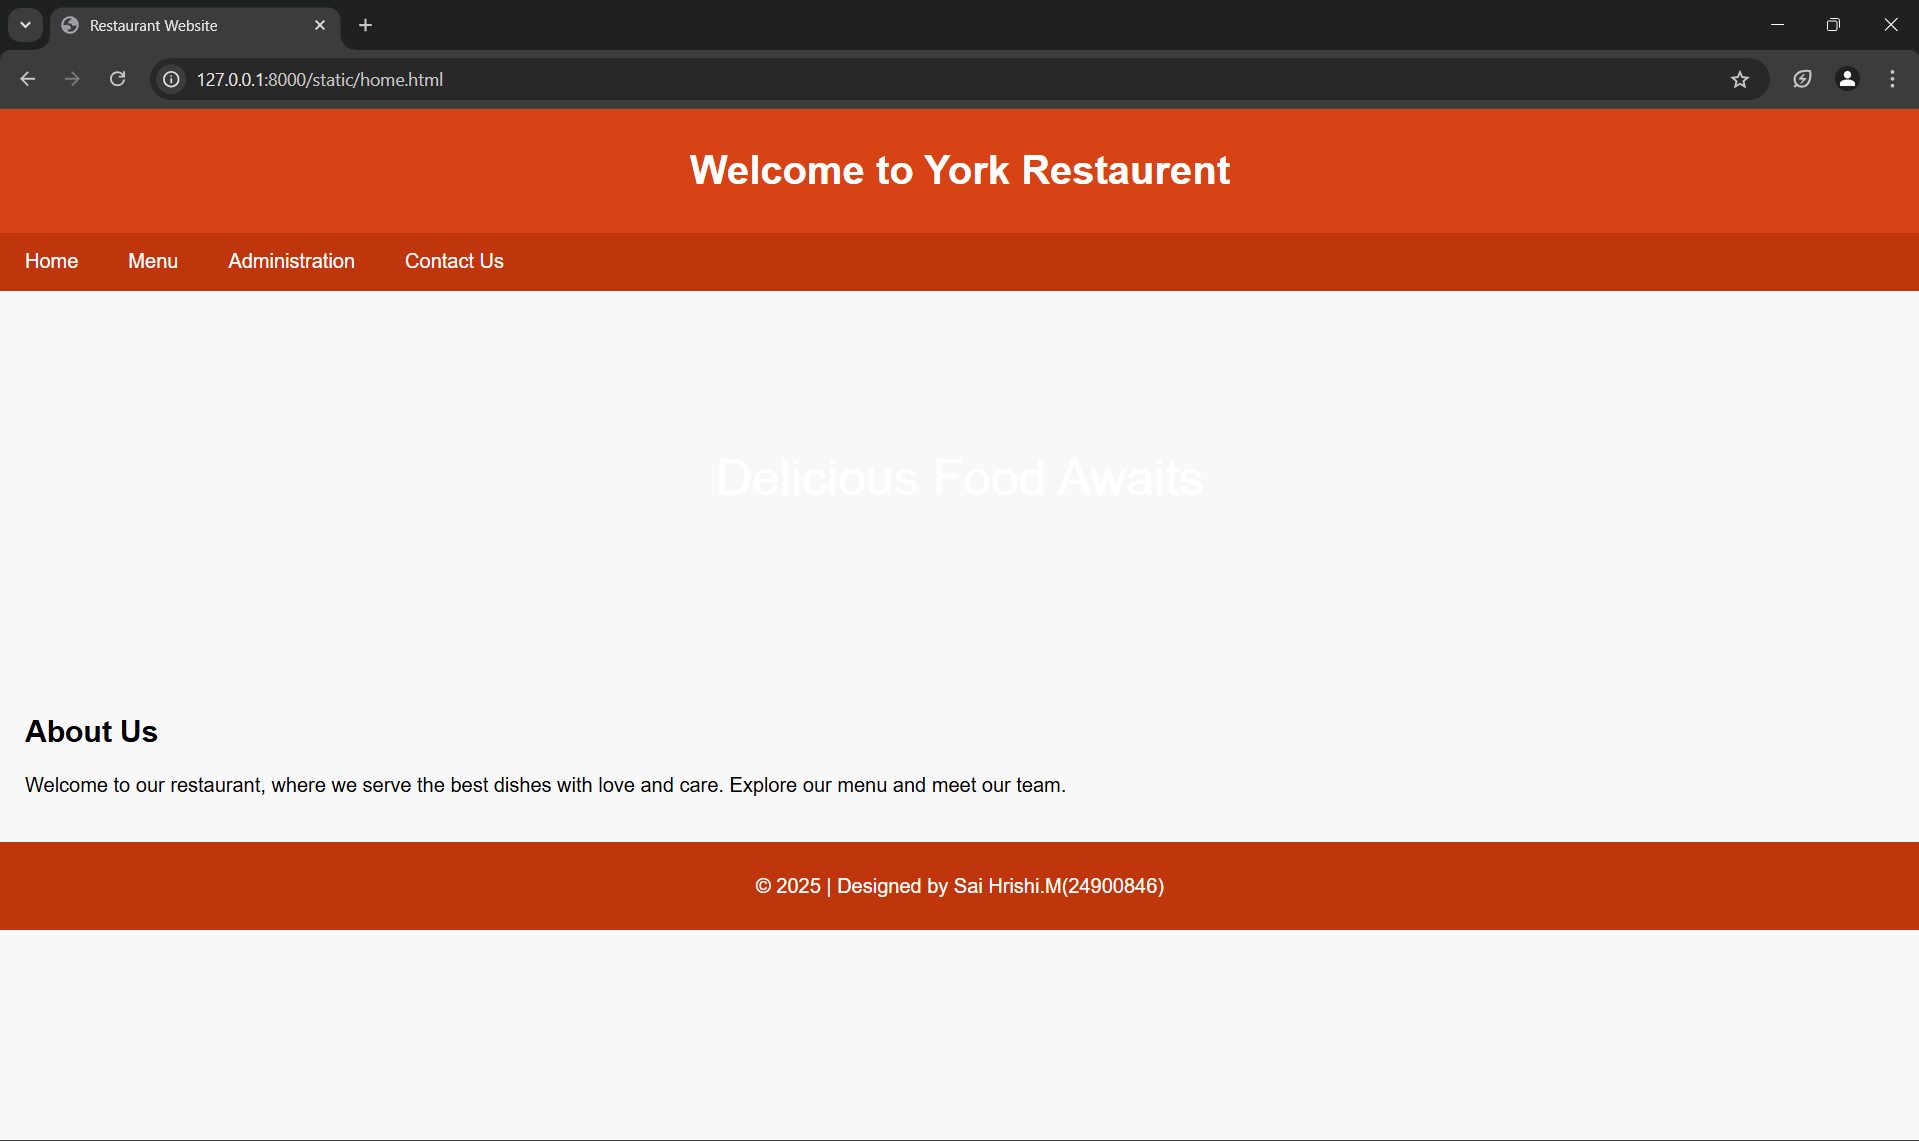 Restaurant Website
127.0.0.1:8000/static/home.html
Welcome to York Restaurent
Home Menu Administration Contact Us
Delicious Food Awaits
About Us
Welcome to our restaurant, where we serve the best dishes with love and care. Explore our menu and meet our team.
© 2025 | Designed by Sai Hrishi.M(24900846)